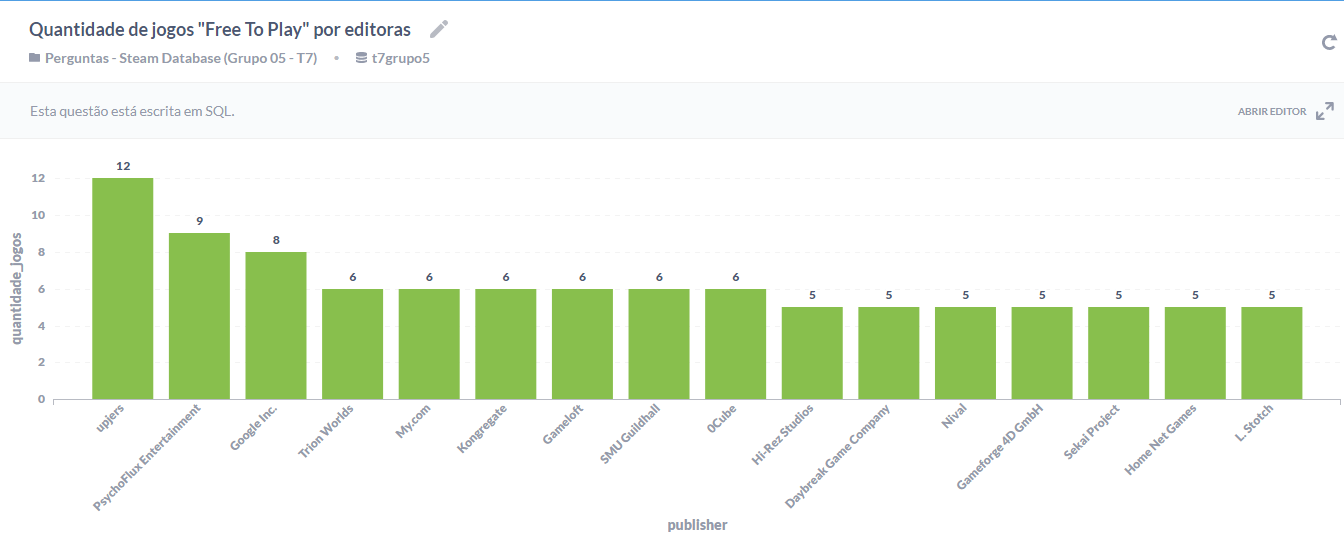 Quantidade de jogos "Free To Play" por editoras
Perguntas - Steam Database (Grupo 05 - T7) • t7grupo5
Esta questão está escrita em SQL.
ABRIR EDITOR
quantidade_jogos
12
10
8
6
4
2
0
12
9
8
6
6
6
6
6
6
5
5
5
5
5
5
5
upjers
PsychoFlux Entertainment
Google Inc.
Trion Worlds
My.com
Kongregate
Gameloft
SMU Guildhall
0Cube
Hi-Rez Studios
Daybreak Game Company
Nival
Gameforge 4D GmbH
Sekai Project
Home Net Games
L. Stotch
publisher